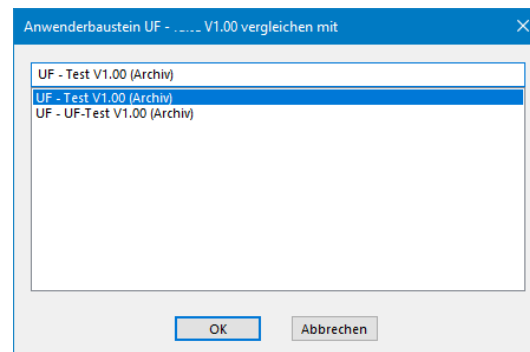 Anwenderbaustein UF - V1.00 vergleichen mit
UF - Test V1.00 (Archiv)
UF - Test V1.00 (Archiv)
UF - UF-Test V1.00 (Archiv)
OK
Abbrechen